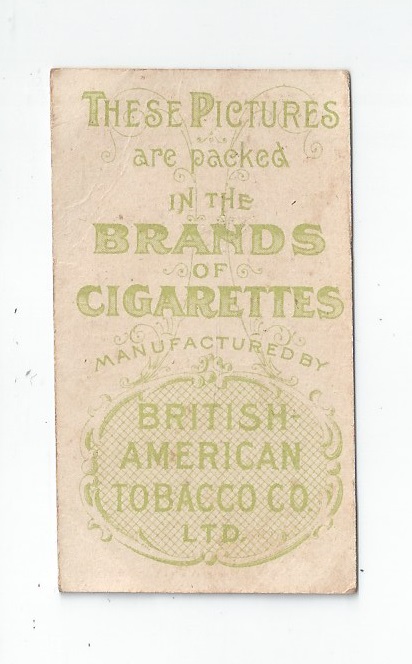 THESE PICTURES
are packed
IN THE
BRANDS
OF
CIGARETTES
MANUFACTURED BY
BRITISH-
AMERICAN
TOBACCO CO.
LTD.